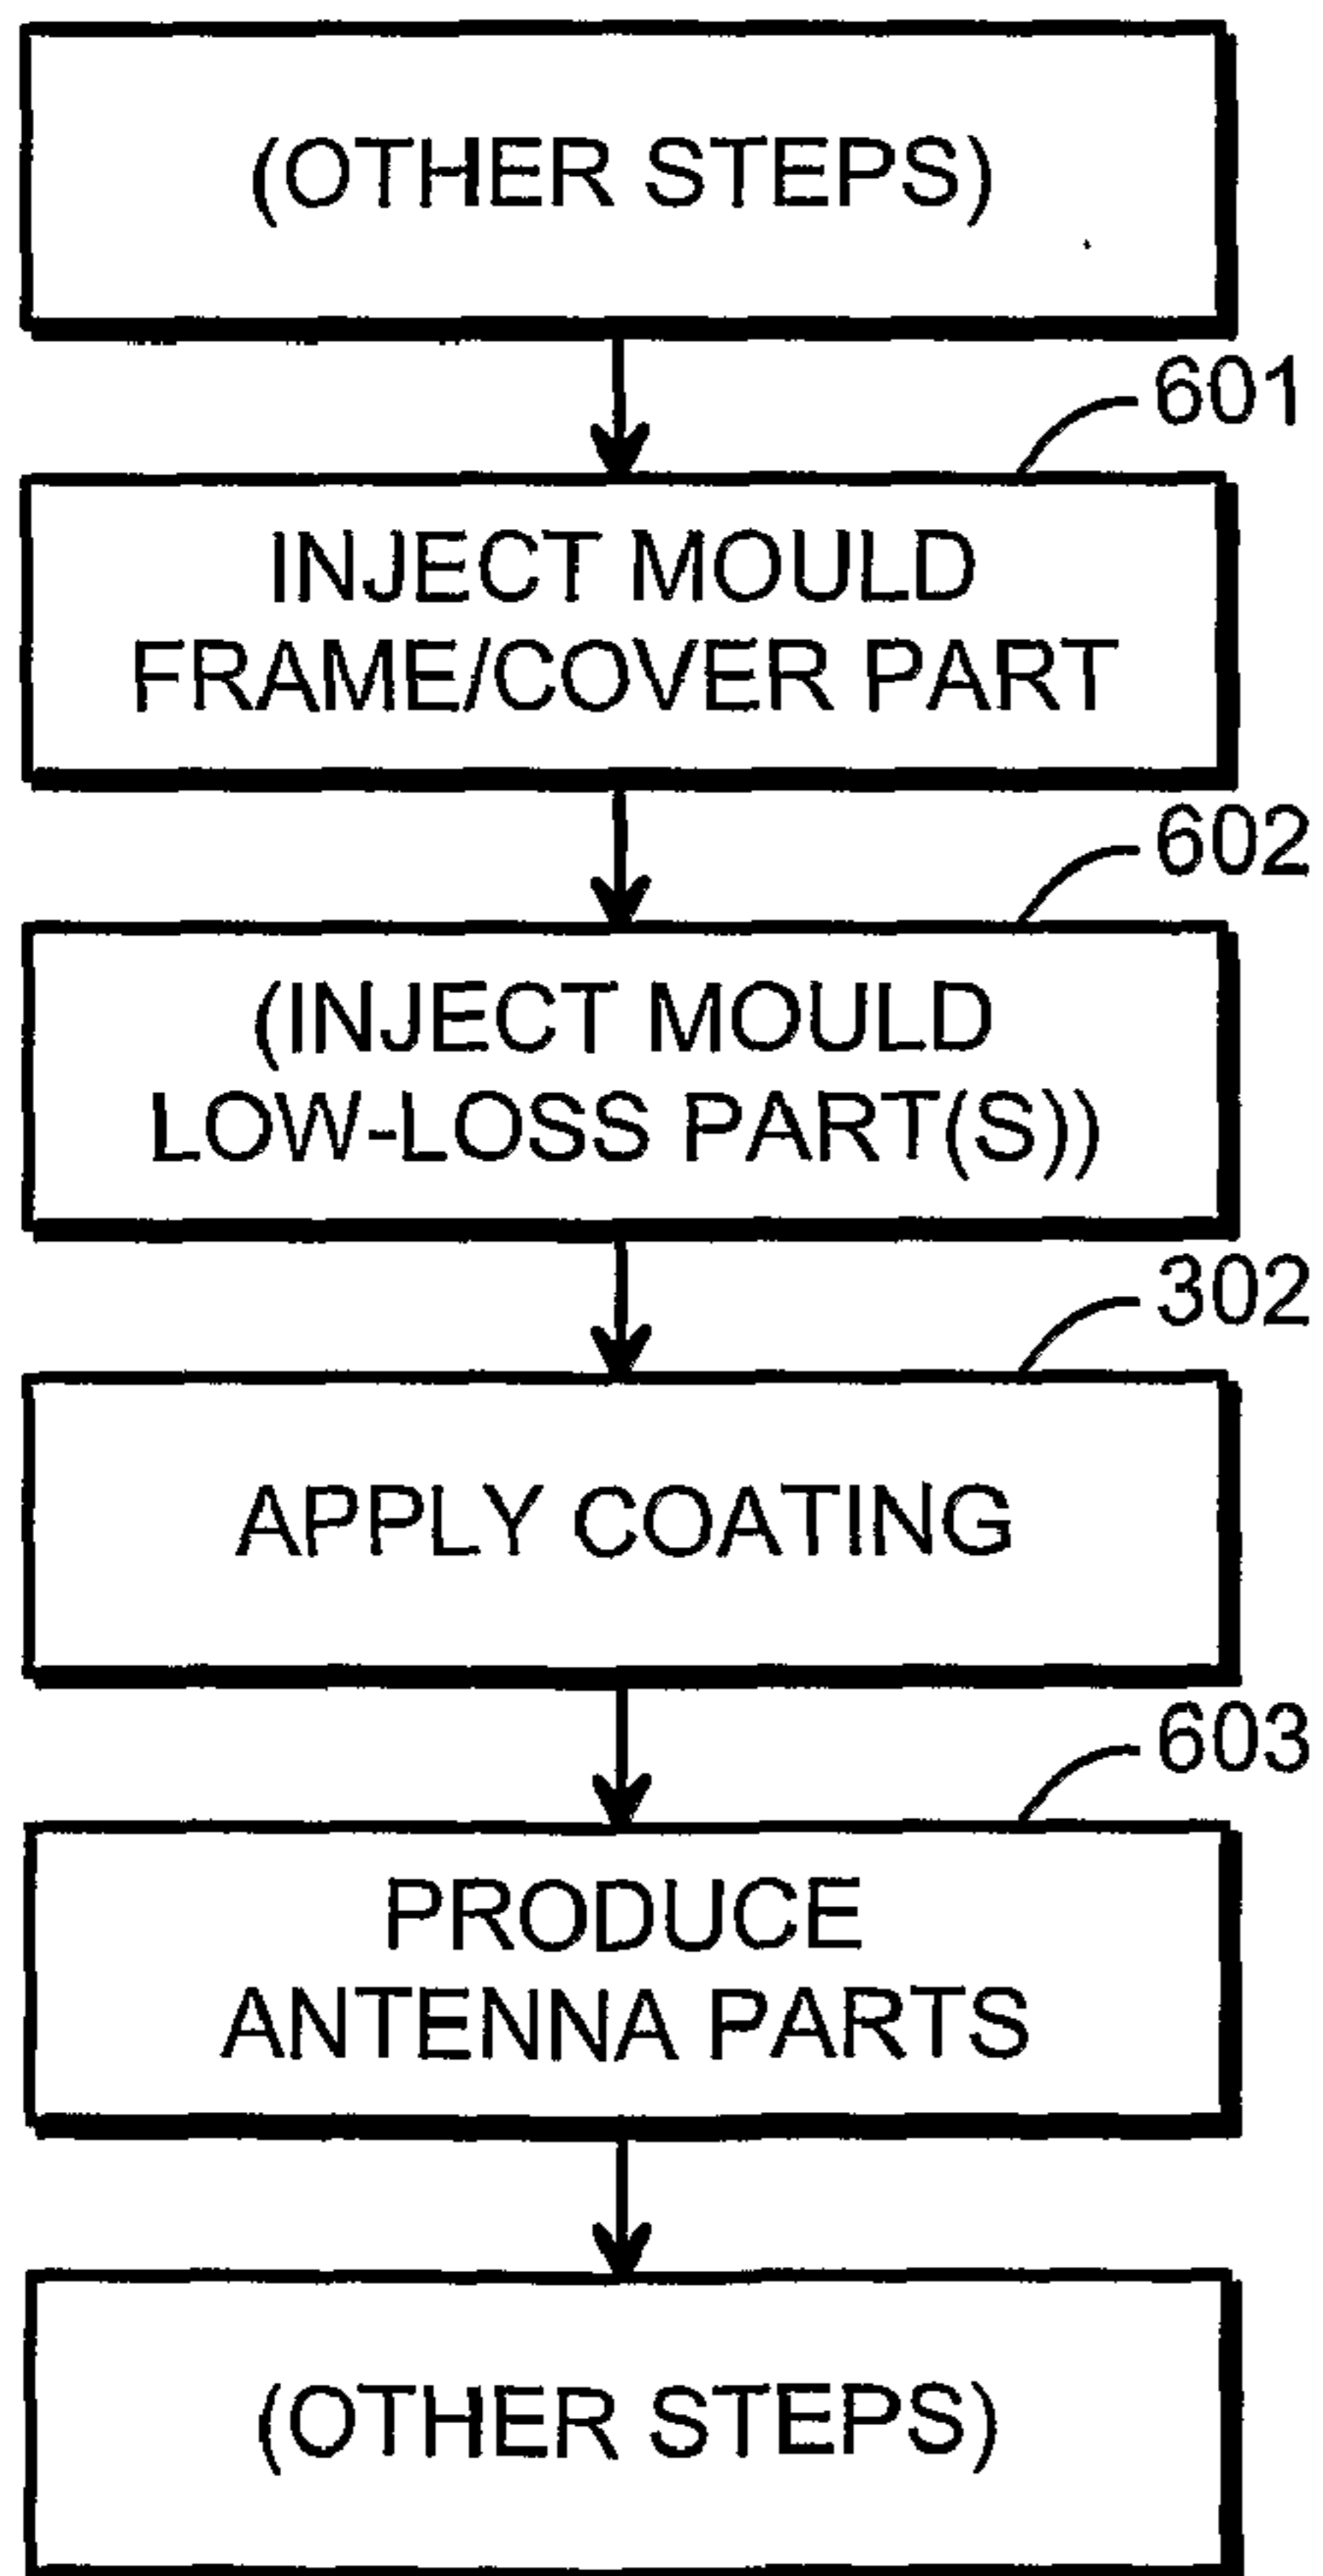 (OTHER STEPS)
601
INJECT MOULD
FRAME/COVER PART
602
(INJECT MOULD
LOW-LOSS PART(S))
302
APPLY COATING
603
PRODUCE
ANTENNA PARTS
(OTHER STEPS)